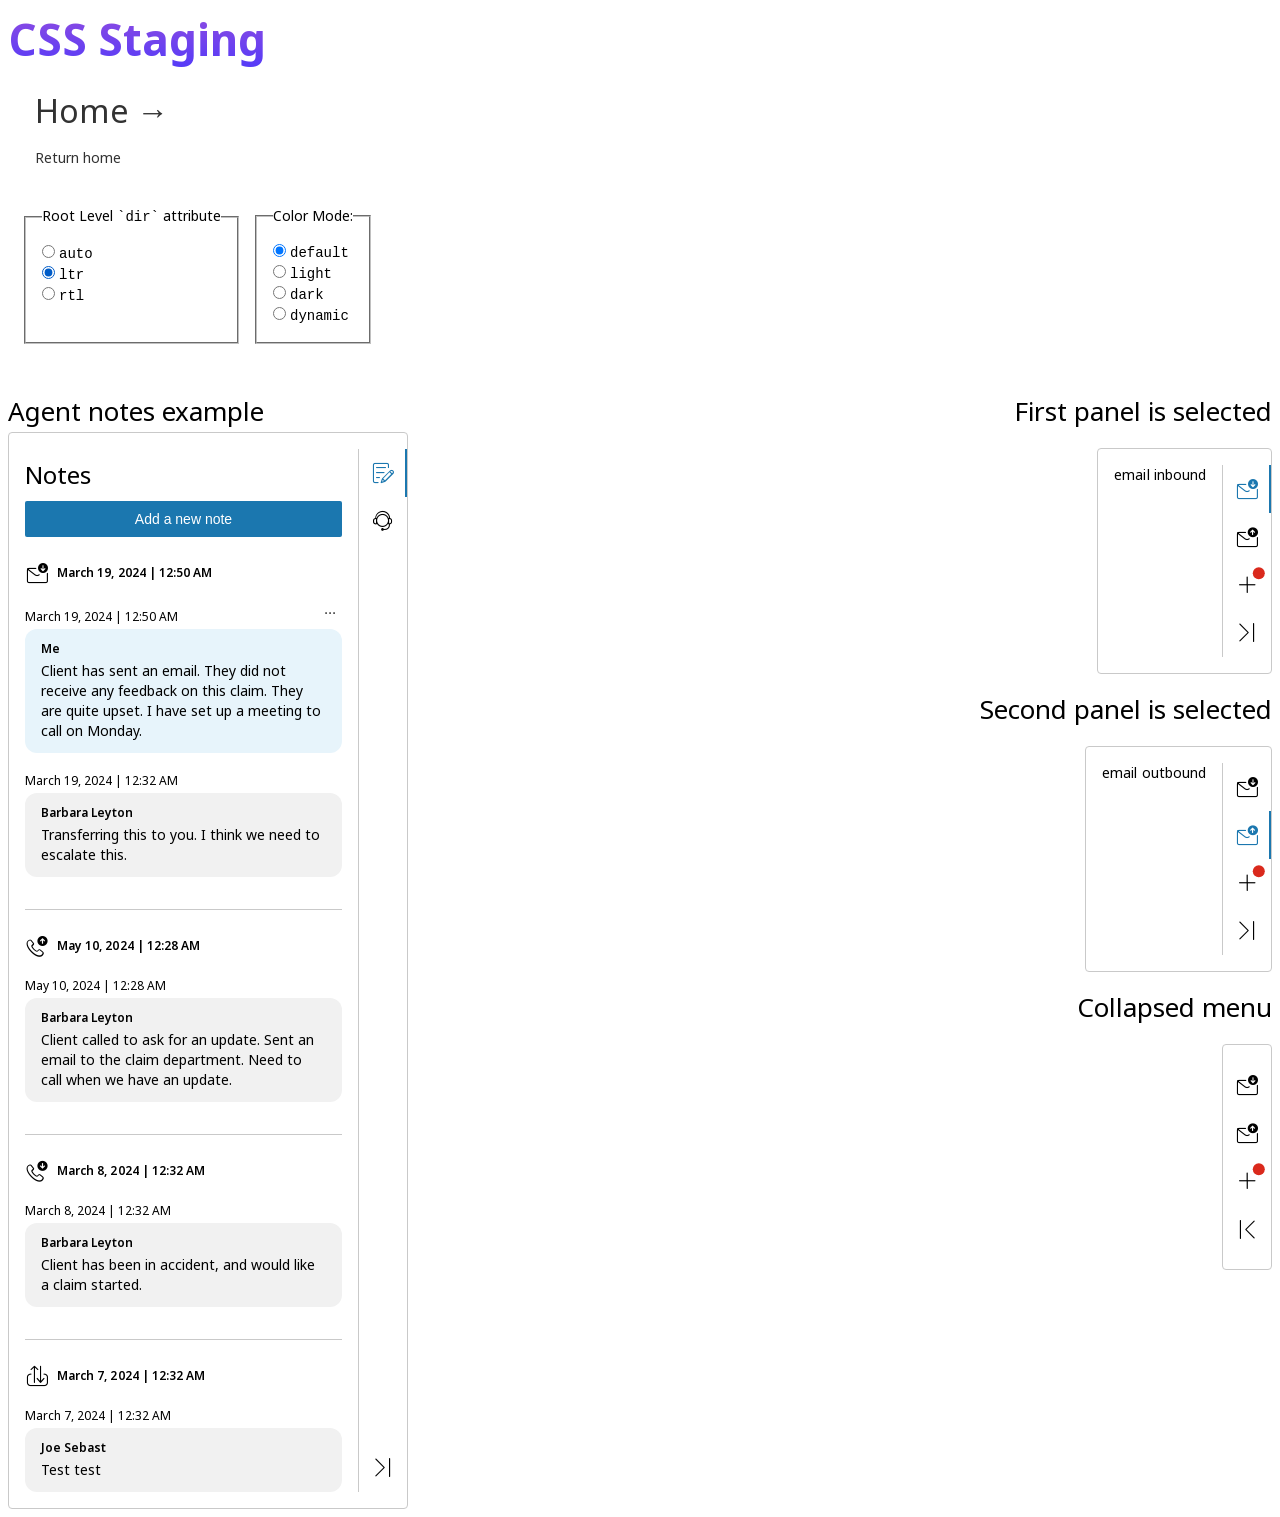 CSS Staging
Home →
Return home
Root Level `dir` attribute
auto
ltr
rtl
Color Mode:
default
light
dark
dynamic
Agent notes example
Notes
Add a new note
March 19, 2024 | 12:50 AM
March 19, 2024 | 12:50 AM
...
Me
Client has sent an email. They did not
receive any feedback on this claim. They
are quite upset. I have set up a meeting to
call on Monday.
March 19, 2024 | 12:32 AM
Barbara Leyton
Transferring this to you. I think we need to
escalate this.
May 10, 2024 | 12:28 AM
May 10, 2024 | 12:28 AM
Barbara Leyton
Client called to ask for an update. Sent an
email to the claim department. Need to
call when we have an update.
March 8, 2024 | 12:32 AM
March 8, 2024 | 12:32 AM
Barbara Leyton
Client has been in accident, and would like
a claim started.
March 7, 2024 | 12:32 AM
March 7, 2024 | 12:32 AM
Joe Sebast
Test test
First panel is selected
email inbound
Second panel is selected
email outbound
Collapsed menu